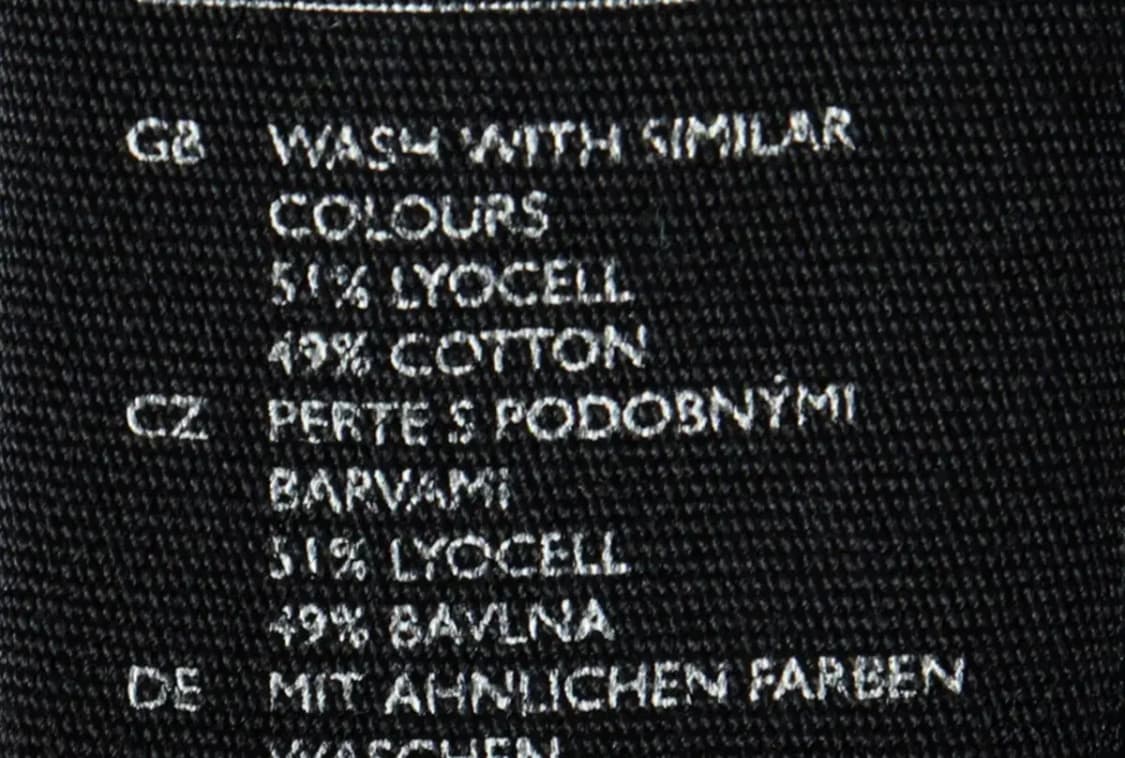 GB WASH WITH SIMILAR
COLOURS
51% LYOCELL
49% COTTON
CZ PERTE S PODOBNÝMI
BARVAMI
51% LYOCELL
49% BAVLNA
DE MIT AHNLICHEN FARBEN
WASCHEN